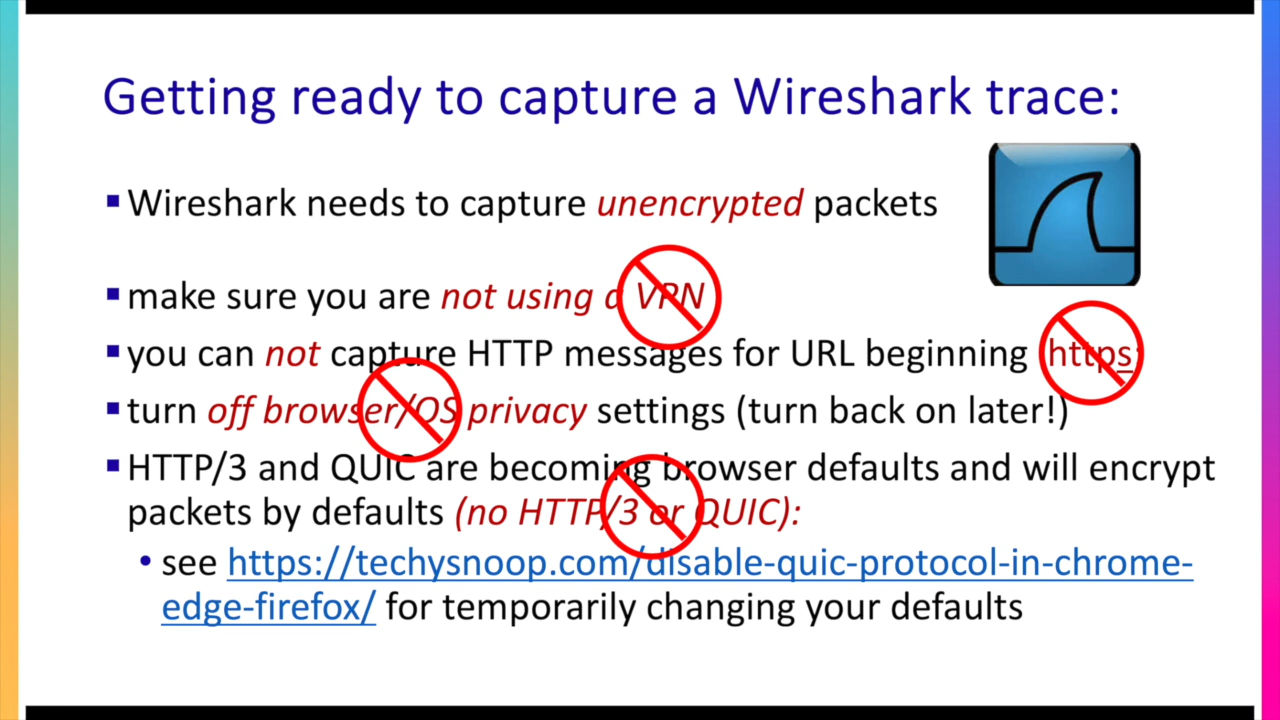 Getting ready to capture a Wireshark trace:
▪ Wireshark needs to capture unencrypted packets
▪ make sure you are not using a VPN
▪ you can not capture HTTP messages for URL beginning https:
▪ turn off browser/OS privacy settings (turn back on later!)
▪ HTTP/3 and QUIC are becoming browser defaults and will encrypt
packets by defaults (no HTTP/3 or QUIC):
• see https://techysnoop.com/disable-quic-protocol-in-chrome-
edge-firefox/ for temporarily changing your defaults